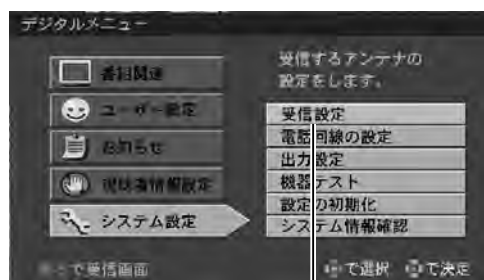 デジタルメニュー
番組関連
ユーザー設定
お知らせ
視聴者情報設定
システム設定
受信するアンテナの
設定をします。
受信設定
電話回線の設定
出力設定
機器テスト
設定の初期化
システム情報確認
で受信画面
で選択
で決定